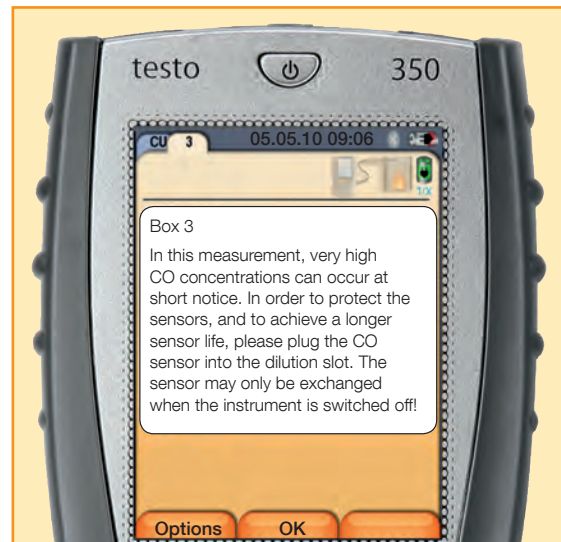 testo 350
CU 3 05.05.10 09:06
1/X
Box 3
In this measurement, very high
CO concentrations can occur at
short notice. In order to protect the
sensors, and to achieve a longer
sensor life, please plug the CO
sensor into the dilution slot. The
sensor may only be exchanged
when the instrument is switched off!
Options OK